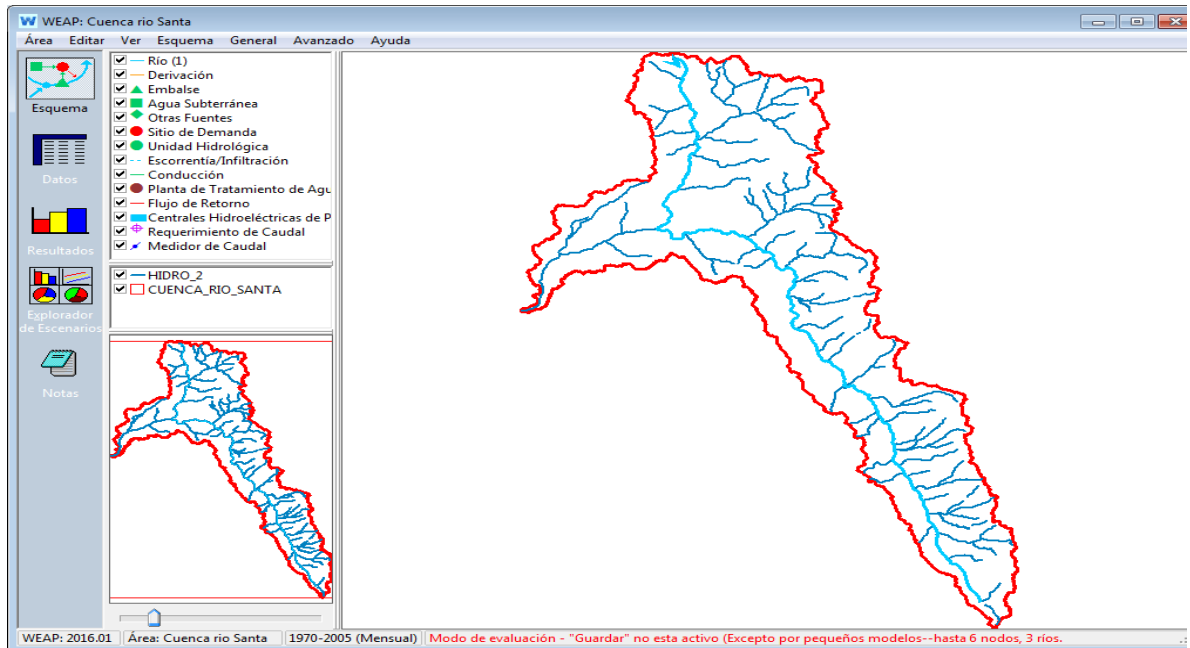 WEAP: Cuenca rio Santa
Área Editar Ver Esquema General Avanzado Ayuda
Esquema
Datos
Resultados
Explorador
de Escenarios
Notas
Río (1)
Derivación
Embalse
Agua Subterránea
Otras Fuentes
Sitio de Demanda
Unidad Hidrológica
Escorrentía/Infiltración
Conducción
Planta de Tratamiento de Agu
Flujo de Retorno
Centrales Hidroeléctricas de P
Requerimiento de Caudal
Medidor de Caudal
HIDRO_2
CUENCA_RIO_SANTA
WEAP: 2016.01 Área: Cuenca rio Santa 1970-2005 (Mensual) Modo de evaluación - "Guardar" no esta activo (Excepto por pequeños modelos--hasta 6 nodos, 3 ríos.